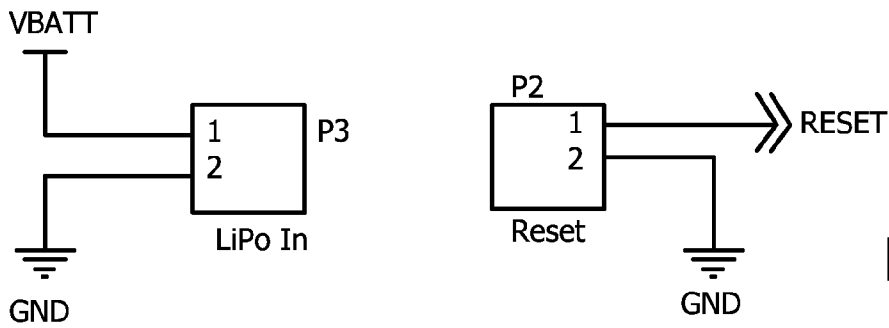 VBATT
1
2
P3
LiPo In
GND
P2
1
2
RESET
Reset
GND